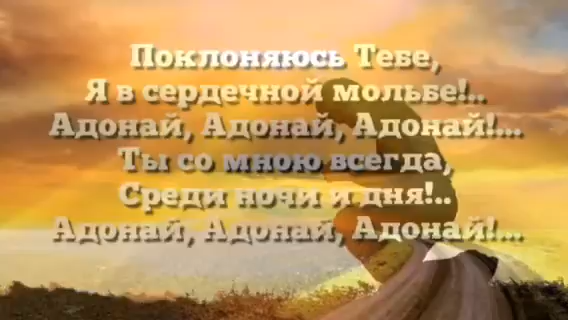 Поклоняюсь Тебе,
Я в сердечной мольбе!..
Адонай, Адонай, Адонай!...
Ты со мною всегда,
Среди ночи и дня!..
Адонай, Адонай, Адонай!...